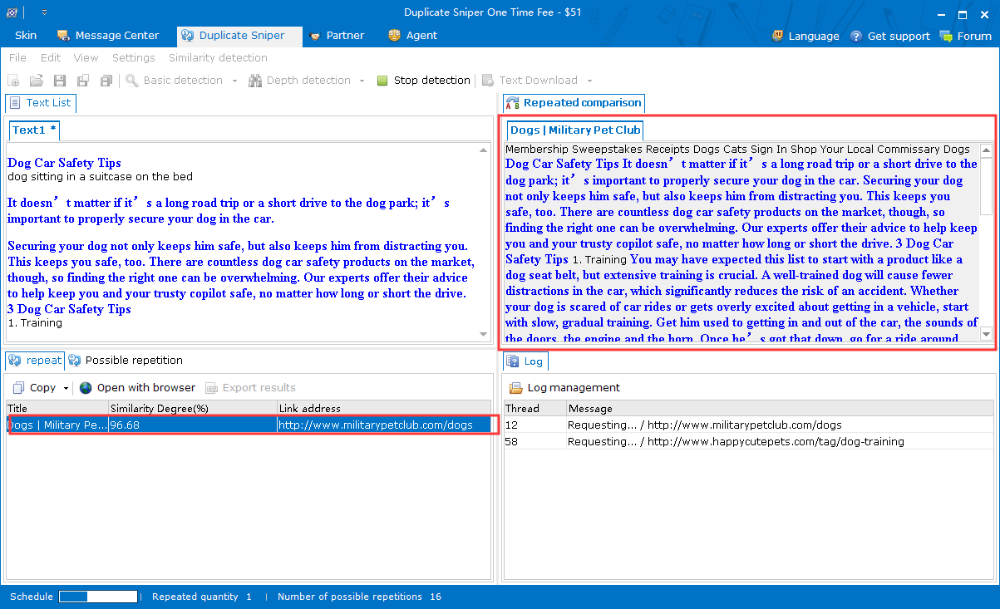 Duplicate Sniper One Time Fee - $51
Skin Message Center Duplicate Sniper Partner Agent Language Get support Forum
File Edit View Settings Similarity detection
Basic detection Depth detection Stop detection Text Download
Text List
Text1 *
Dog Car Safety Tips
dog sitting in a suitcase on the bed
It doesn’t matter if it’s a long road trip or a short drive to the dog park; it’s
important to properly secure your dog in the car.
Securing your dog not only keeps him safe, but also keeps him from distracting you.
This keeps you safe, too. There are countless dog car safety products on the market,
though, so finding the right one can be overwhelming. Our experts offer their advice
to help keep you and your trusty copilot safe, no matter how long or short the drive.
3 Dog Car Safety Tips
1. Training
Repeated comparison
Dogs | Military Pet Club
Membership Sweepstakes Receipts Dogs Cats Sign In Shop Your Local Commissary Dogs
Dog Car Safety Tips It doesn’t matter if it’s a long road trip or a short drive to the
dog park; it’s important to properly secure your dog in the car. Securing your dog
not only keeps him safe, but also keeps him from distracting you. This keeps you
safe, too. There are countless dog car safety products on the market, though, so
finding the right one can be overwhelming. Our experts offer their advice to help keep
you and your trusty copilot safe, no matter how long or short the drive. 3 Dog Car
Safety Tips 1. Training You may have expected this list to start with a product like a
dog seat belt, but extensive training is crucial. A well-trained dog will cause fewer
distractions in the car, which significantly reduces the risk of an accident. Whether
your dog is scared of car rides or gets overly excited about getting in a vehicle, start
with slow, gradual training. Get him used to getting in and out of the car, the sounds of
the doors, the engine and the horn. Once he’s got that down, go for a ride around
repeat Possible repetition
Copy Open with browser Export results
Title Similarity Degree(%) Link address
Dogs | Military Pe... 96.68 http://www.militarypetclub.com/dogs
Log
Log management
Thread Message
12 Requesting... / http://www.militarypetclub.com/dogs
58 Requesting... / http://www.happycutepets.com/tag/dog-training
Schedule | Repeated quantity 1 | Number of possible repetitions 16